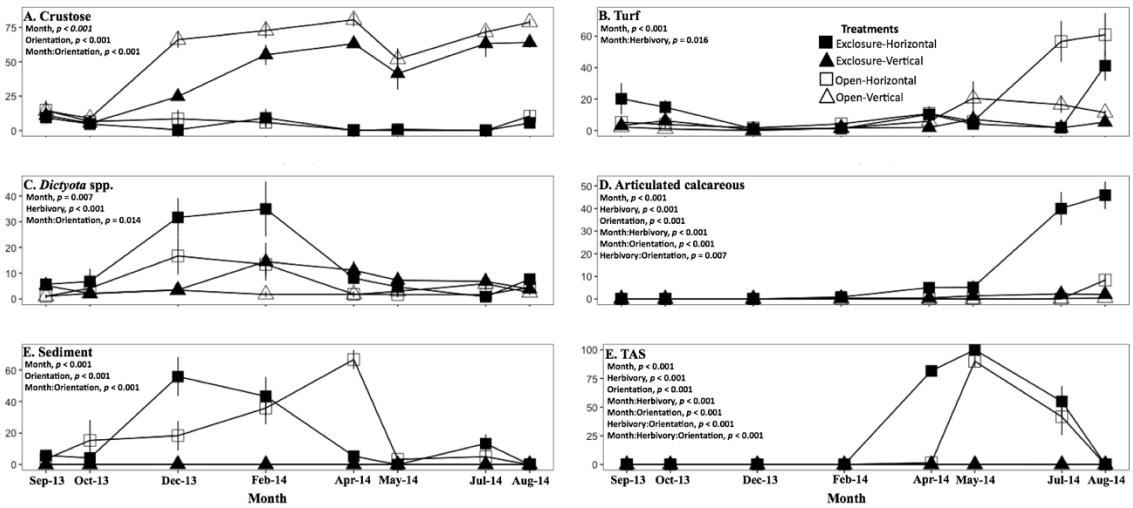 A. Crustose
Month, p < 0.001
Orientation, p < 0.001
Month:Orientation, p < 0.001
75
50
25
0
B. Turf
Month, p < 0.001
Month:Herbivory, p = 0.016
Treatments
Exclosure-Horizontal
Exclosure-Vertical
Open-Horizontal
Open-Vertical
60
40
20
0
C. Dictyota spp.
Month, p = 0.007
Herbivory, p < 0.001
Month:Orientation, p = 0.014
40
30
20
10
0
D. Articulated calcareous
Month, p < 0.001
Herbivory, p < 0.001
Orientation, p < 0.001
Month:Herbivory, p < 0.001
Month:Orientation, p < 0.001
Herbivory:Orientation, p = 0.007
50
40
30
20
10
0
E. Sediment
Month, p < 0.001
Orientation, p < 0.001
Month:Orientation, p < 0.001
60
40
20
0
Sep-13 Oct-13 Dec-13 Feb-14 Apr-14 May-14 Jul-14 Aug-14
Month
E. TAS
Month, p < 0.001
Herbivory, p < 0.001
Orientation, p < 0.001
Month:Herbivory, p < 0.001
Month:Orientation, p < 0.001
Herbivory:Orientation, p < 0.001
Month:Herbivory:Orientation, p < 0.001
100
75
50
25
0
Sep-13 Oct-13 Dec-13 Feb-14 Apr-14 May-14 Jul-14 Aug-14
Month